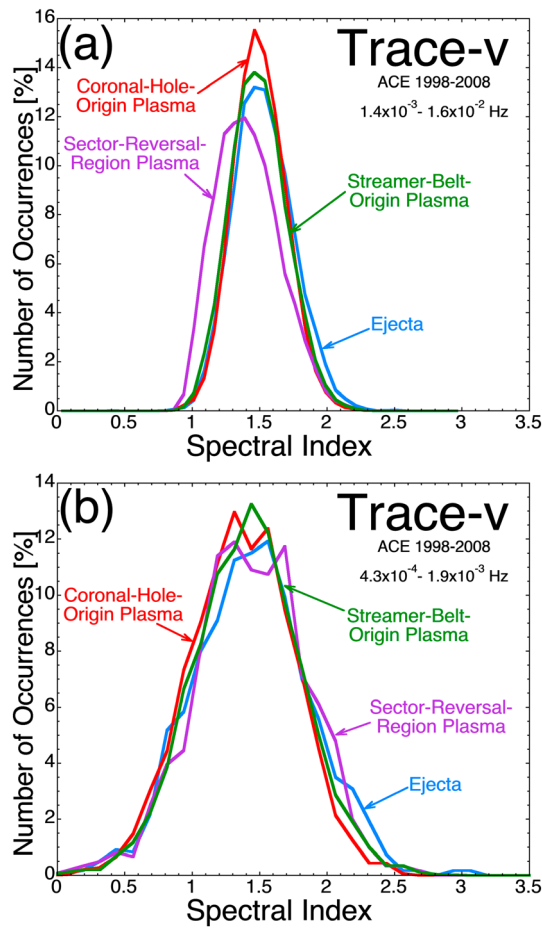 (a)
Trace-v
ACE 1998-2008
1.4x10⁻³- 1.6x10⁻² Hz
Coronal-Hole-
Origin Plasma
Sector-Reversal-
Region Plasma
Streamer-Belt-
Origin Plasma
Ejecta
Number of Occurrences [%]
16
14
12
10
8
6
4
2
0
0 0.5 1 1.5 2 2.5 3 3.5
Spectral Index
(b)
Trace-v
ACE 1998-2008
4.3x10⁻⁴- 1.9x10⁻³ Hz
Coronal-Hole-
Origin Plasma
Streamer-Belt-
Origin Plasma
Sector-Reversal-
Region Plasma
Ejecta
Number of Occurrences [%]
14
12
10
8
6
4
2
0
0 0.5 1 1.5 2 2.5 3 3.5
Spectral Index